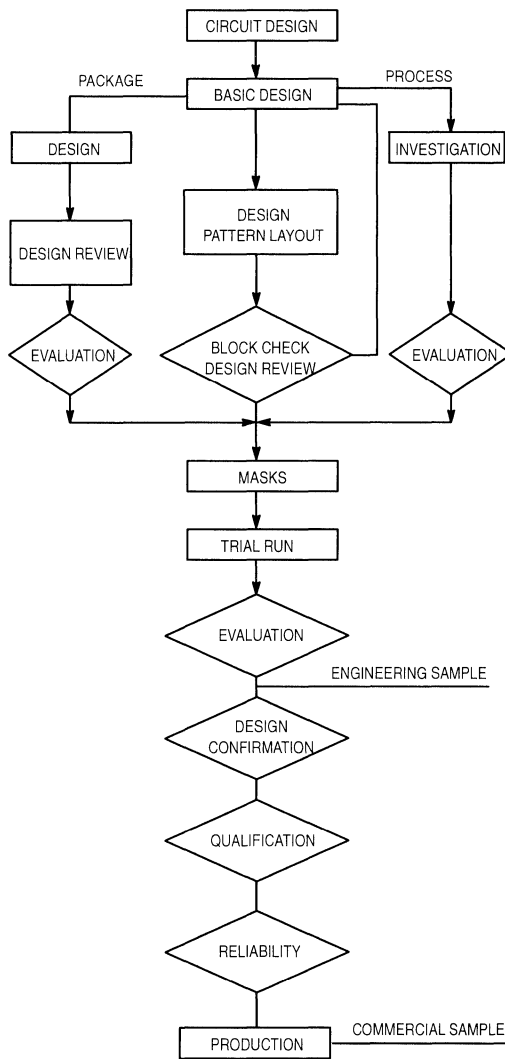 CIRCUIT DESIGN
PACKAGE
PROCESS
BASIC DESIGN
DESIGN
INVESTIGATION
DESIGN
PATTERN LAYOUT
DESIGN REVIEW
EVALUATION
BLOCK CHECK
DESIGN REVIEW
EVALUATION
MASKS
TRIAL RUN
EVALUATION
ENGINEERING SAMPLE
DESIGN
CONFIRMATION
QUALIFICATION
RELIABILITY
COMMERCIAL SAMPLE
PRODUCTION